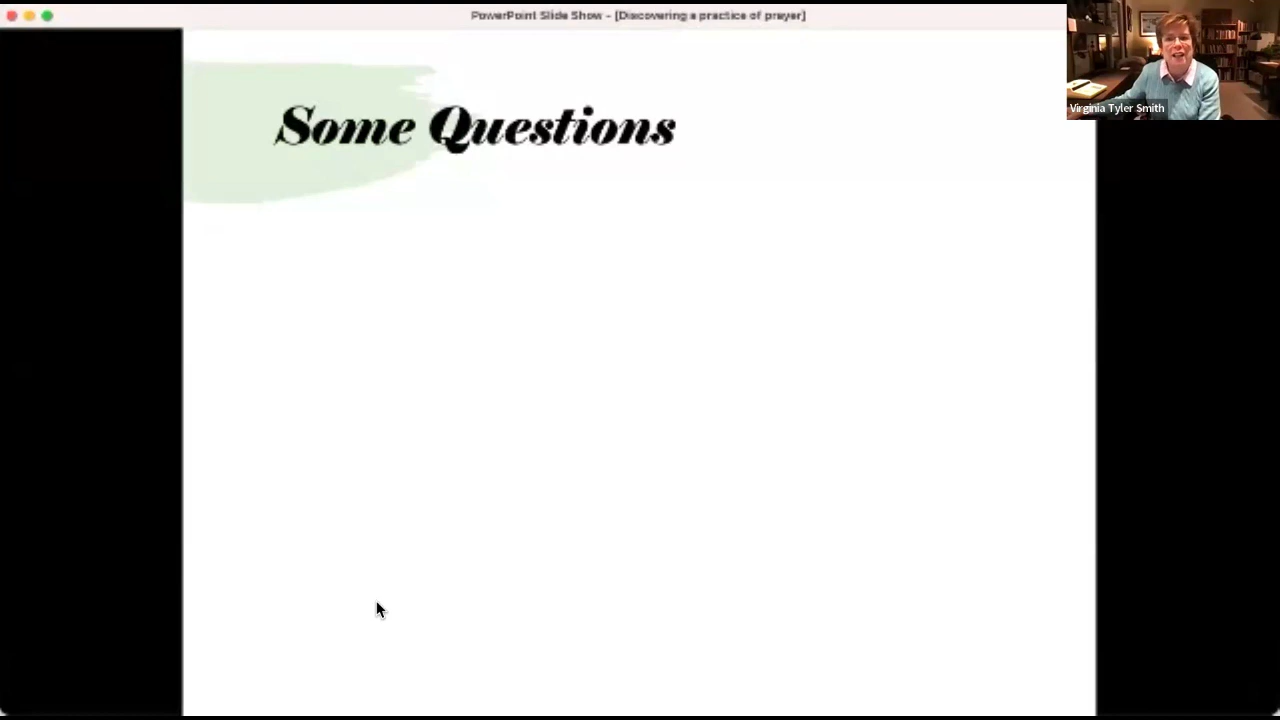 PowerPoint Slide Show - [Discovering a practice of prayer]
Virginia Tyler Smith
Some Questions